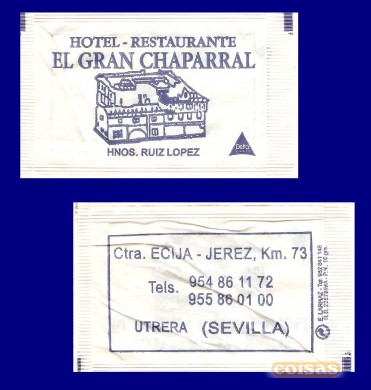 HOTEL - RESTAURANTE
EL GRAN CHAPARRAL
HNOS. RUIZ LOPEZ
Delta
Ctra. ECIJA - JEREZ, Km. 73
Tels. 954 86 11 72
955 86 01 00
UTRERA (SEVILLA)
coisas